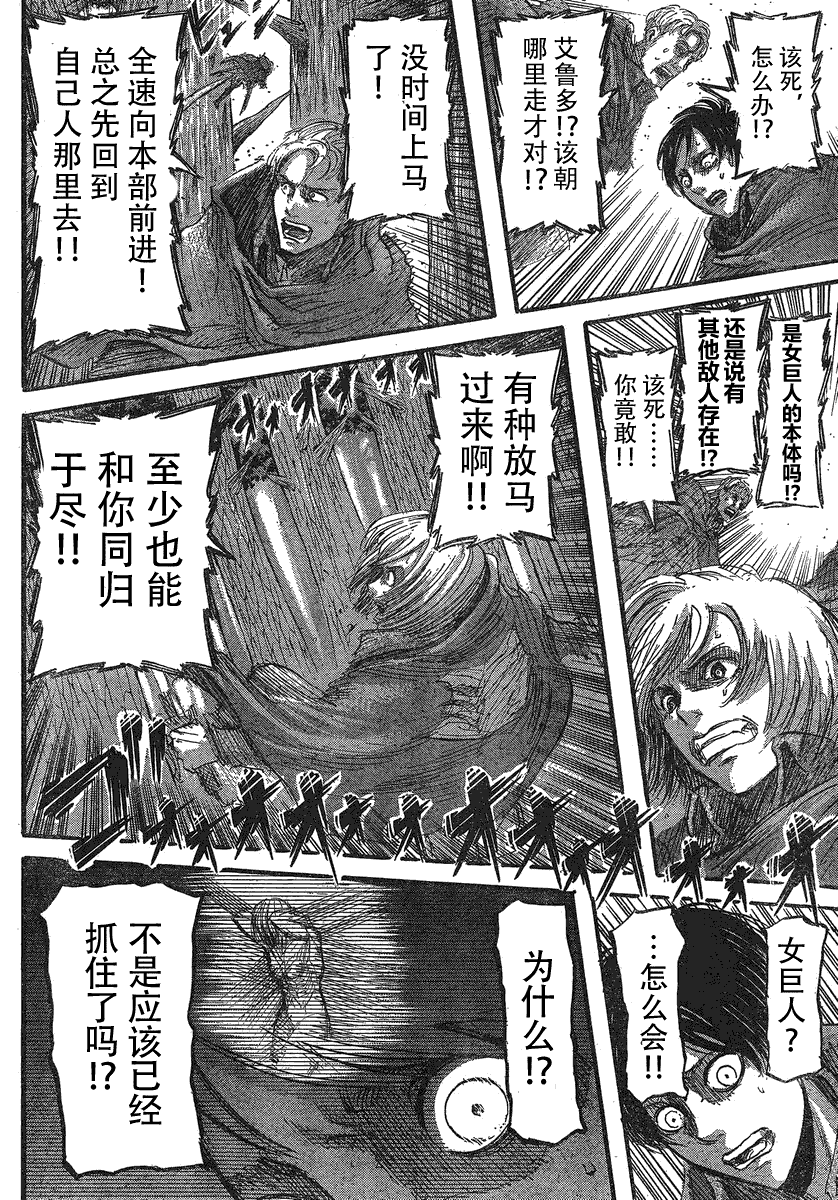 该死，
怎么办!?
艾鲁多!?该朝
哪里走才对!?
没时间上马
了！
全速向本部前进！
总之先回到
自己人那里去!!
是女巨人的本体吗!?
还是说有
其他敌人存在!?
该死……
你竟敢!!
有种放马
过来啊!!
至少也能
和你同归
于尽!!
女巨人？
…怎么会!!
为什么!?
不是应该已经
抓住了吗!?